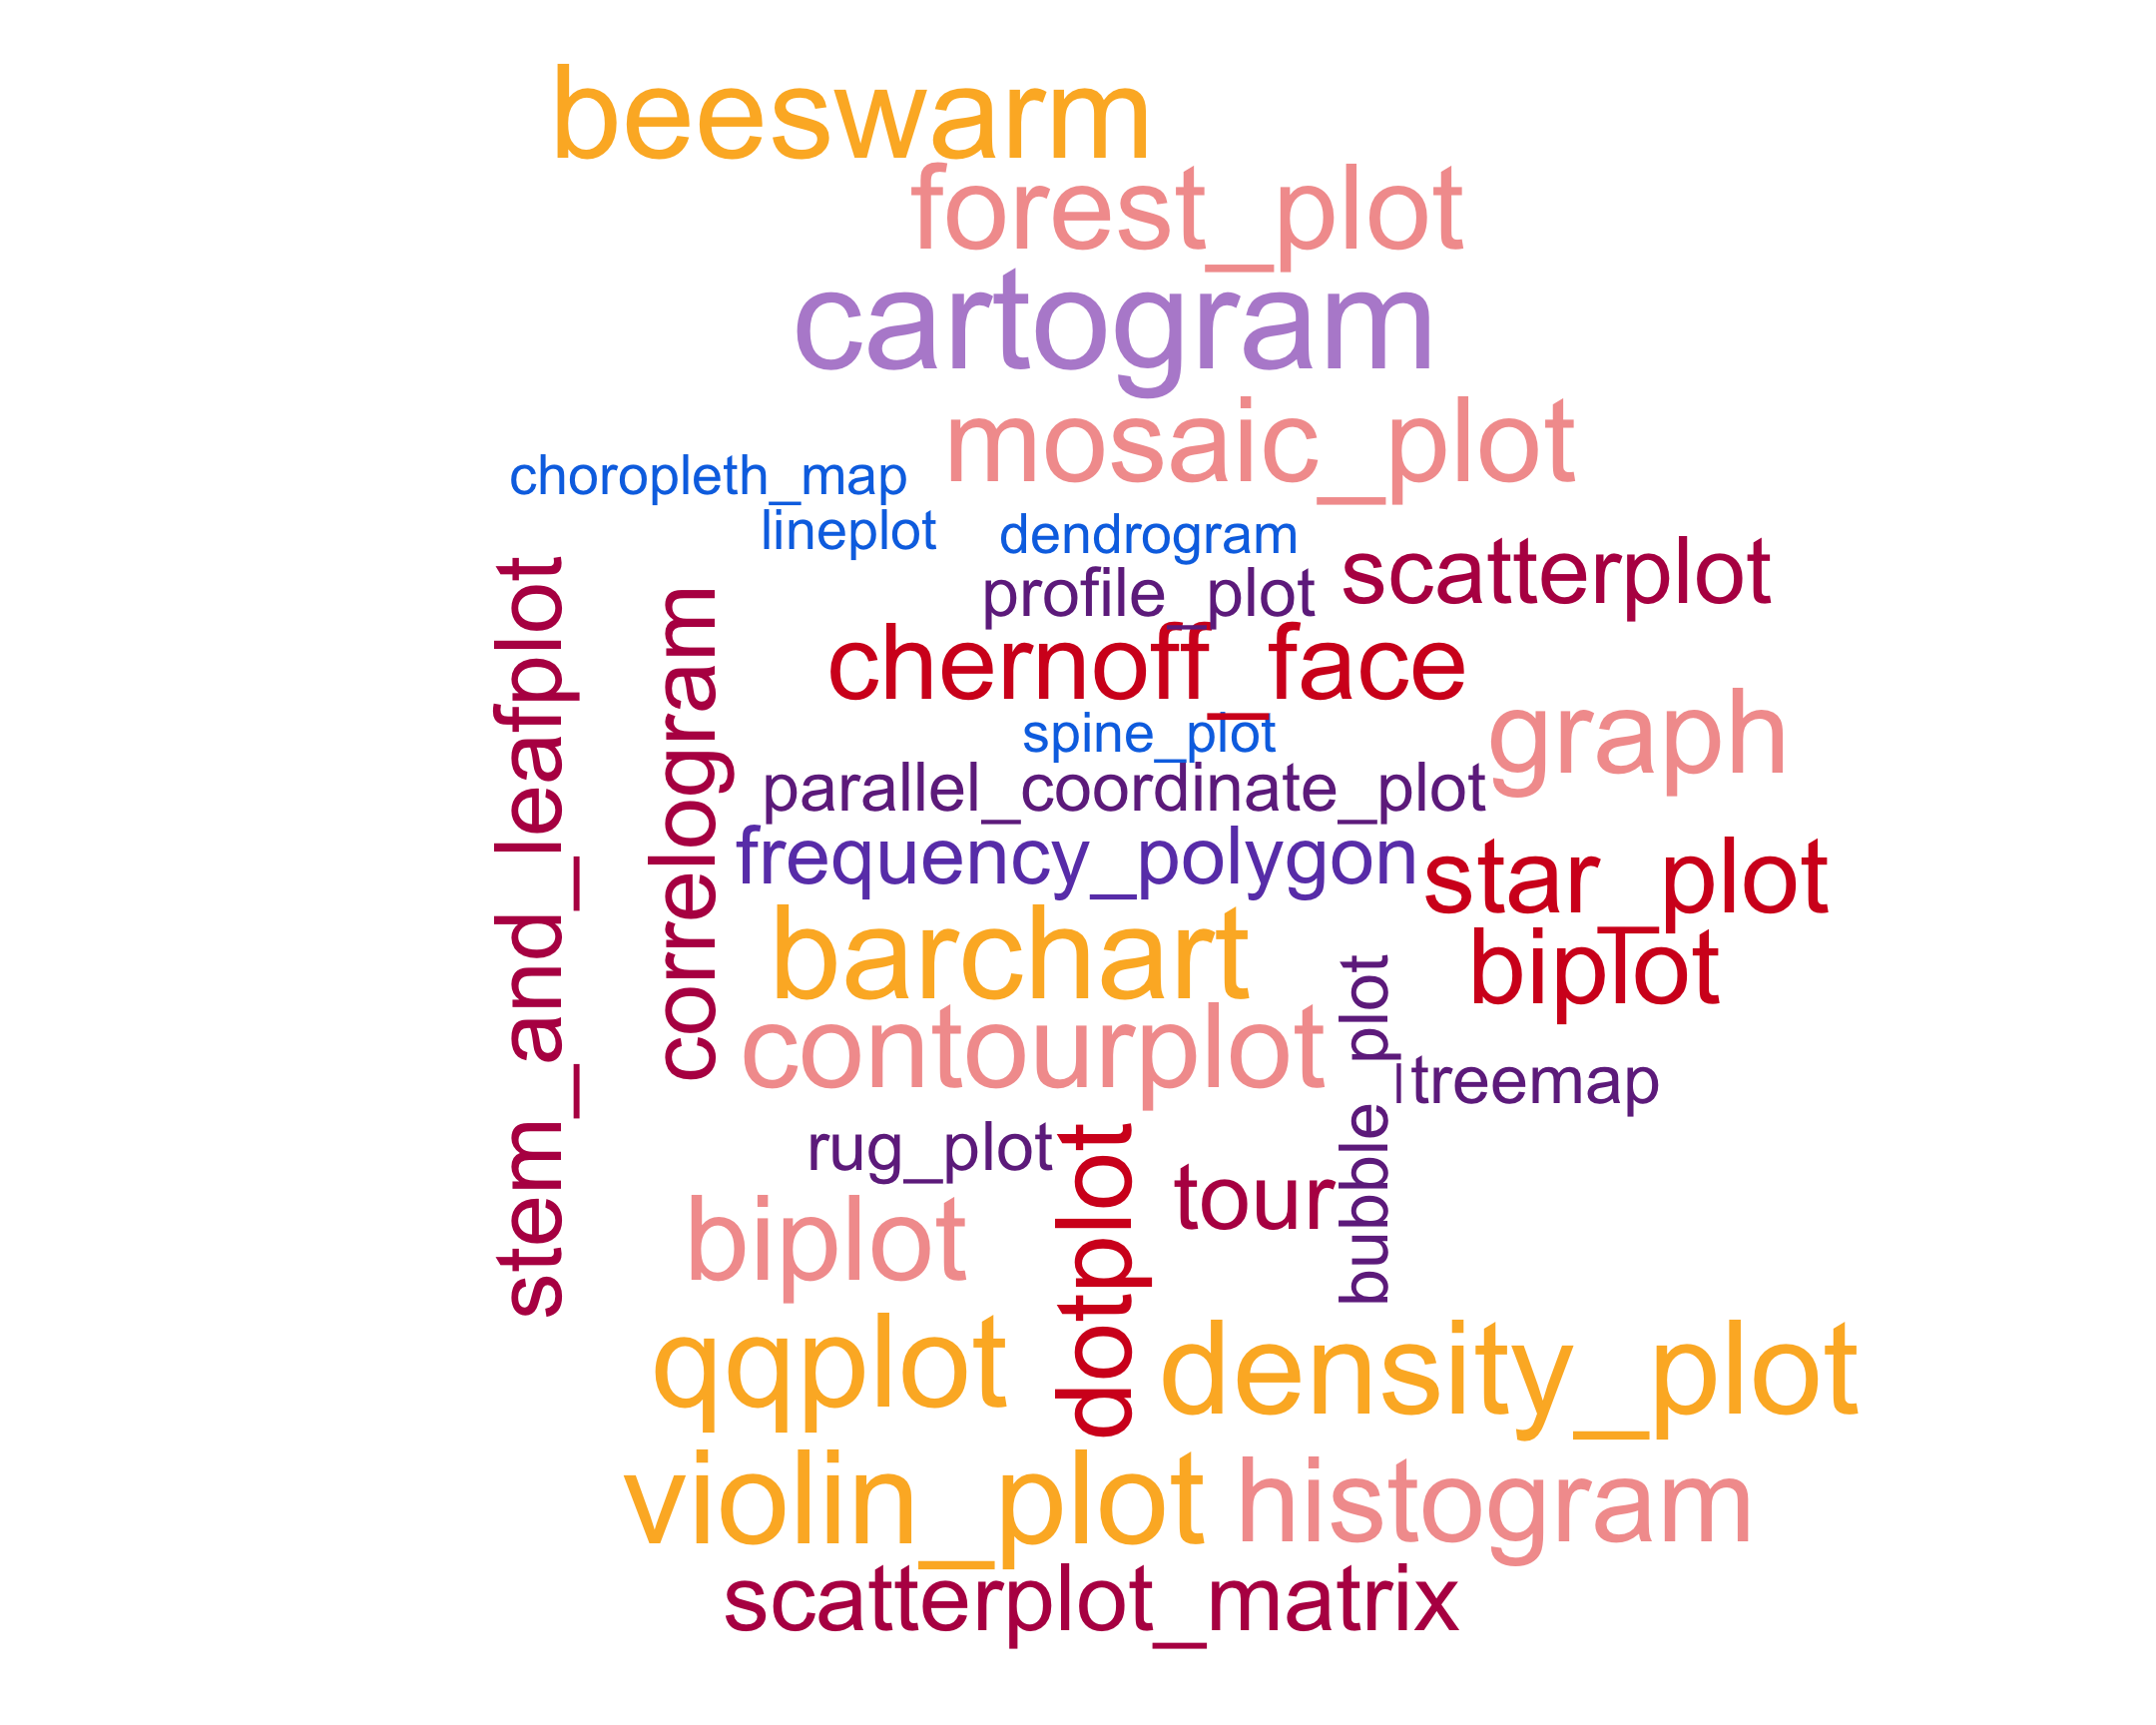 beeswarm
forest_plot
cartogram
mosaic_plot
choropleth_map
lineplot
dendrogram
scatterplot
profile_plot
stem_and_leafplot
correlogram
chernoff_face
graph
spine_plot
parallel_coordinate_plot
frequency_polygon
star_plot
barchart
biplot
contourplot
bubble_plot
treemap
rug_plot
dotplot
tour
biplot
qqplot
density_plot
violin_plot
histogram
scatterplot_matrix